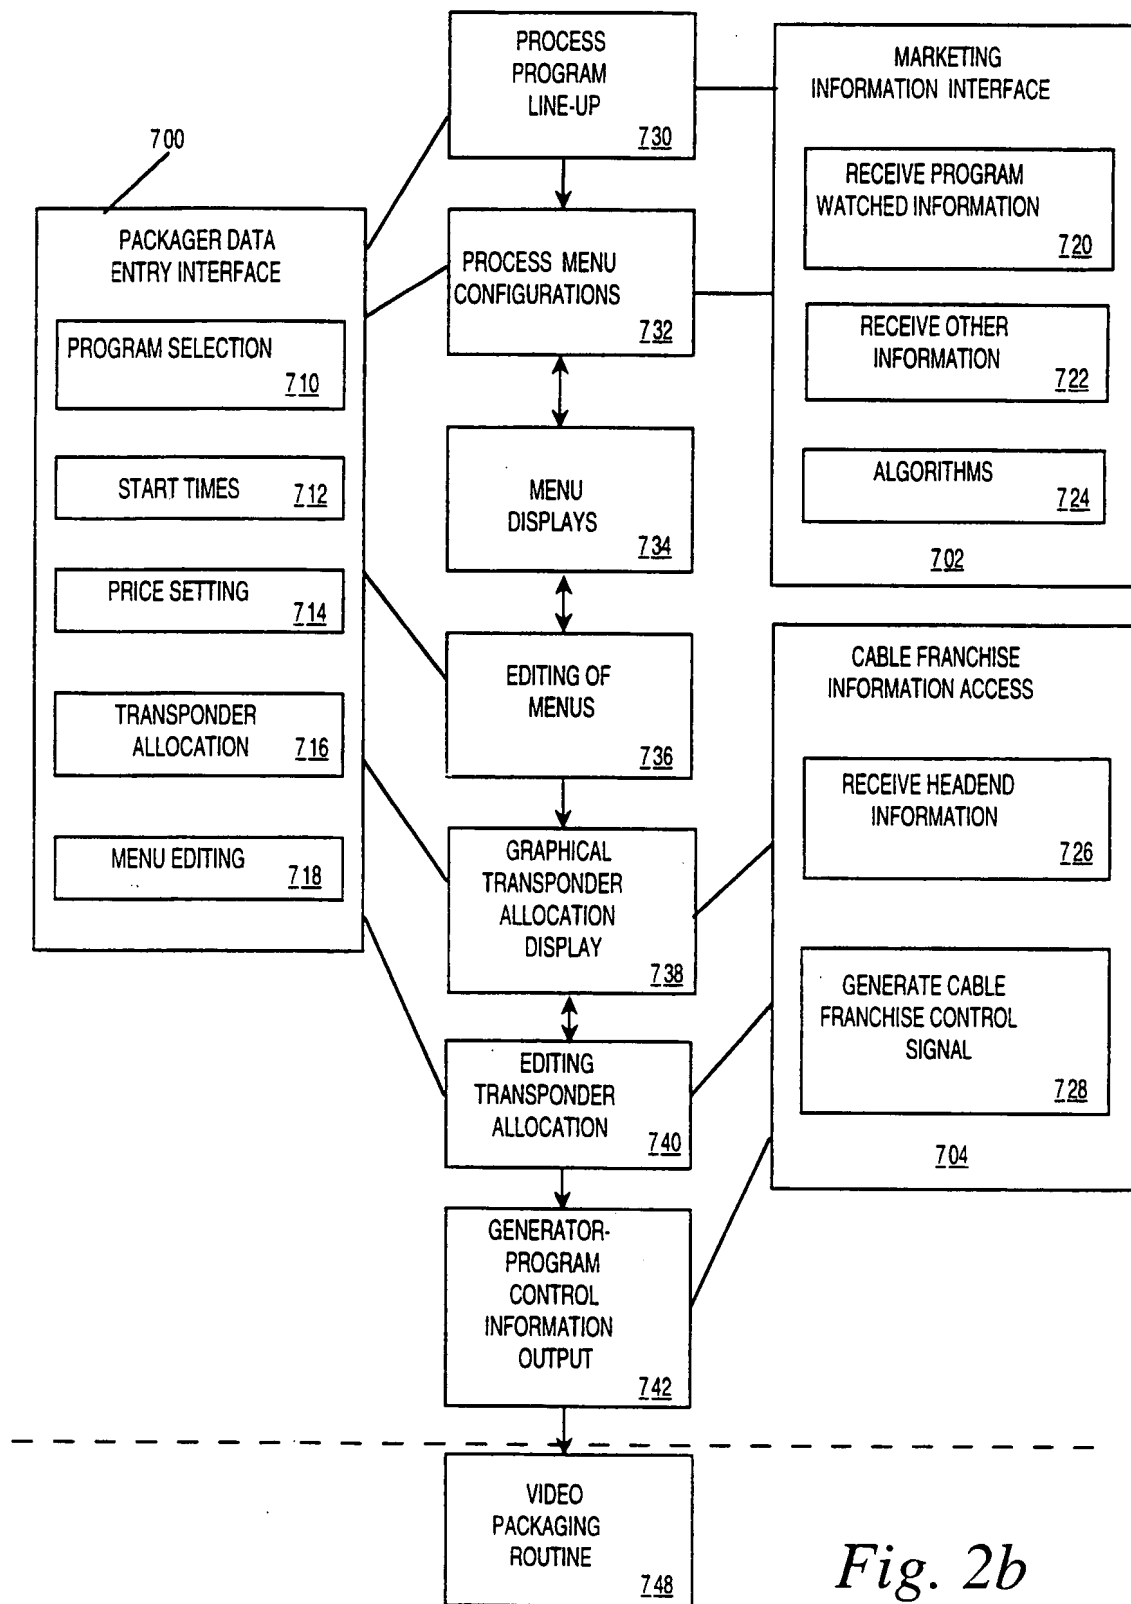 PROCESS
PROGRAM
LINE-UP
730
MARKETING
INFORMATION INTERFACE
RECEIVE PROGRAM
WATCHED INFORMATION
720
RECEIVE OTHER
INFORMATION
722
ALGORITHMS
724
702
700
PACKAGER DATA
ENTRY INTERFACE
PROGRAM SELECTION
710
START TIMES
712
PRICE SETTING
714
TRANSPONDER
ALLOCATION
716
MENU EDITING
718
PROCESS MENU
CONFIGURATIONS
732
MENU
DISPLAYS
734
EDITING OF
MENUS
736
GRAPHICAL
TRANSPONDER
ALLOCATION
DISPLAY
738
EDITING
TRANSPONDER
ALLOCATION
740
GENERATOR-
PROGRAM
CONTROL
INFORMATION
OUTPUT
742
CABLE FRANCHISE
INFORMATION ACCESS
RECEIVE HEADEND
INFORMATION
726
GENERATE CABLE
FRANCHISE CONTROL
SIGNAL
728
704
VIDEO
PACKAGING
ROUTINE
748
Fig. 2b